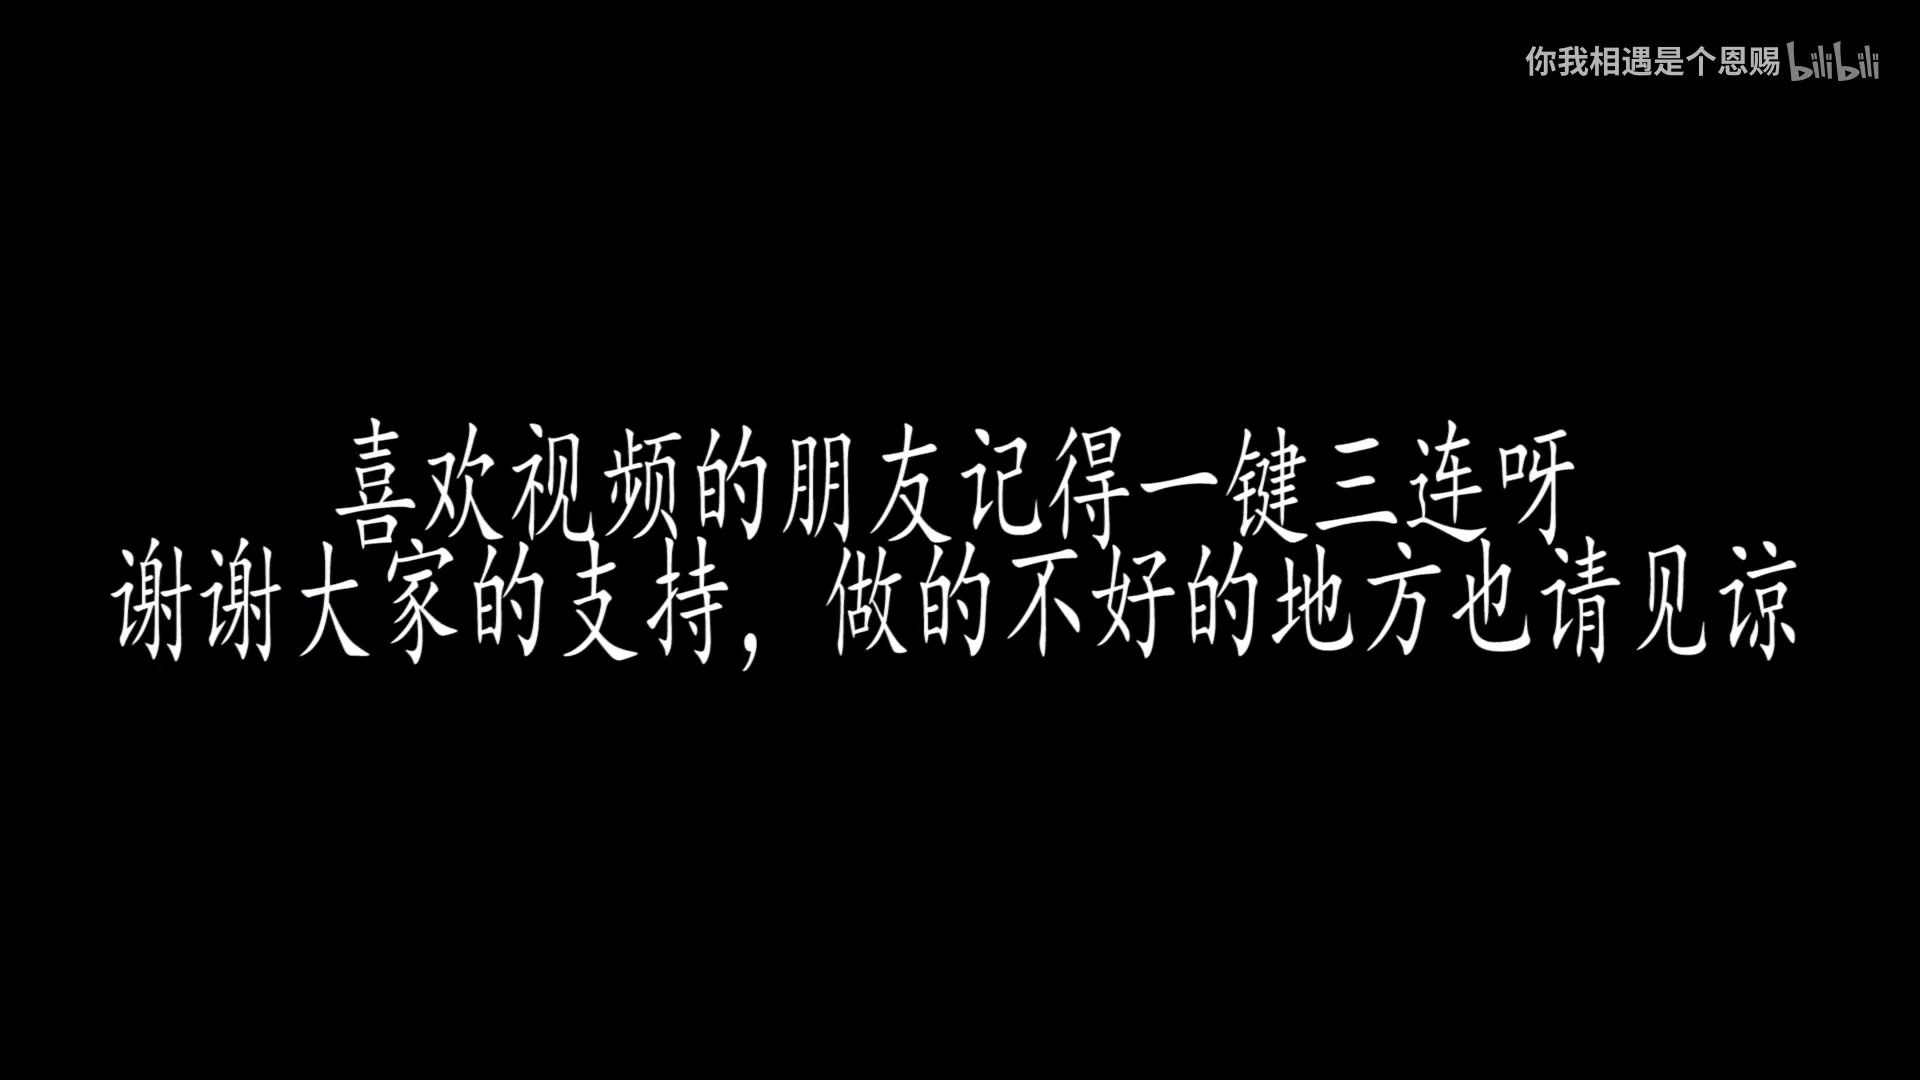 你我相遇是个恩赐 bilibili
喜欢视频的朋友记得一键三连呀
谢谢大家的支持，做的不好的地方也请见谅